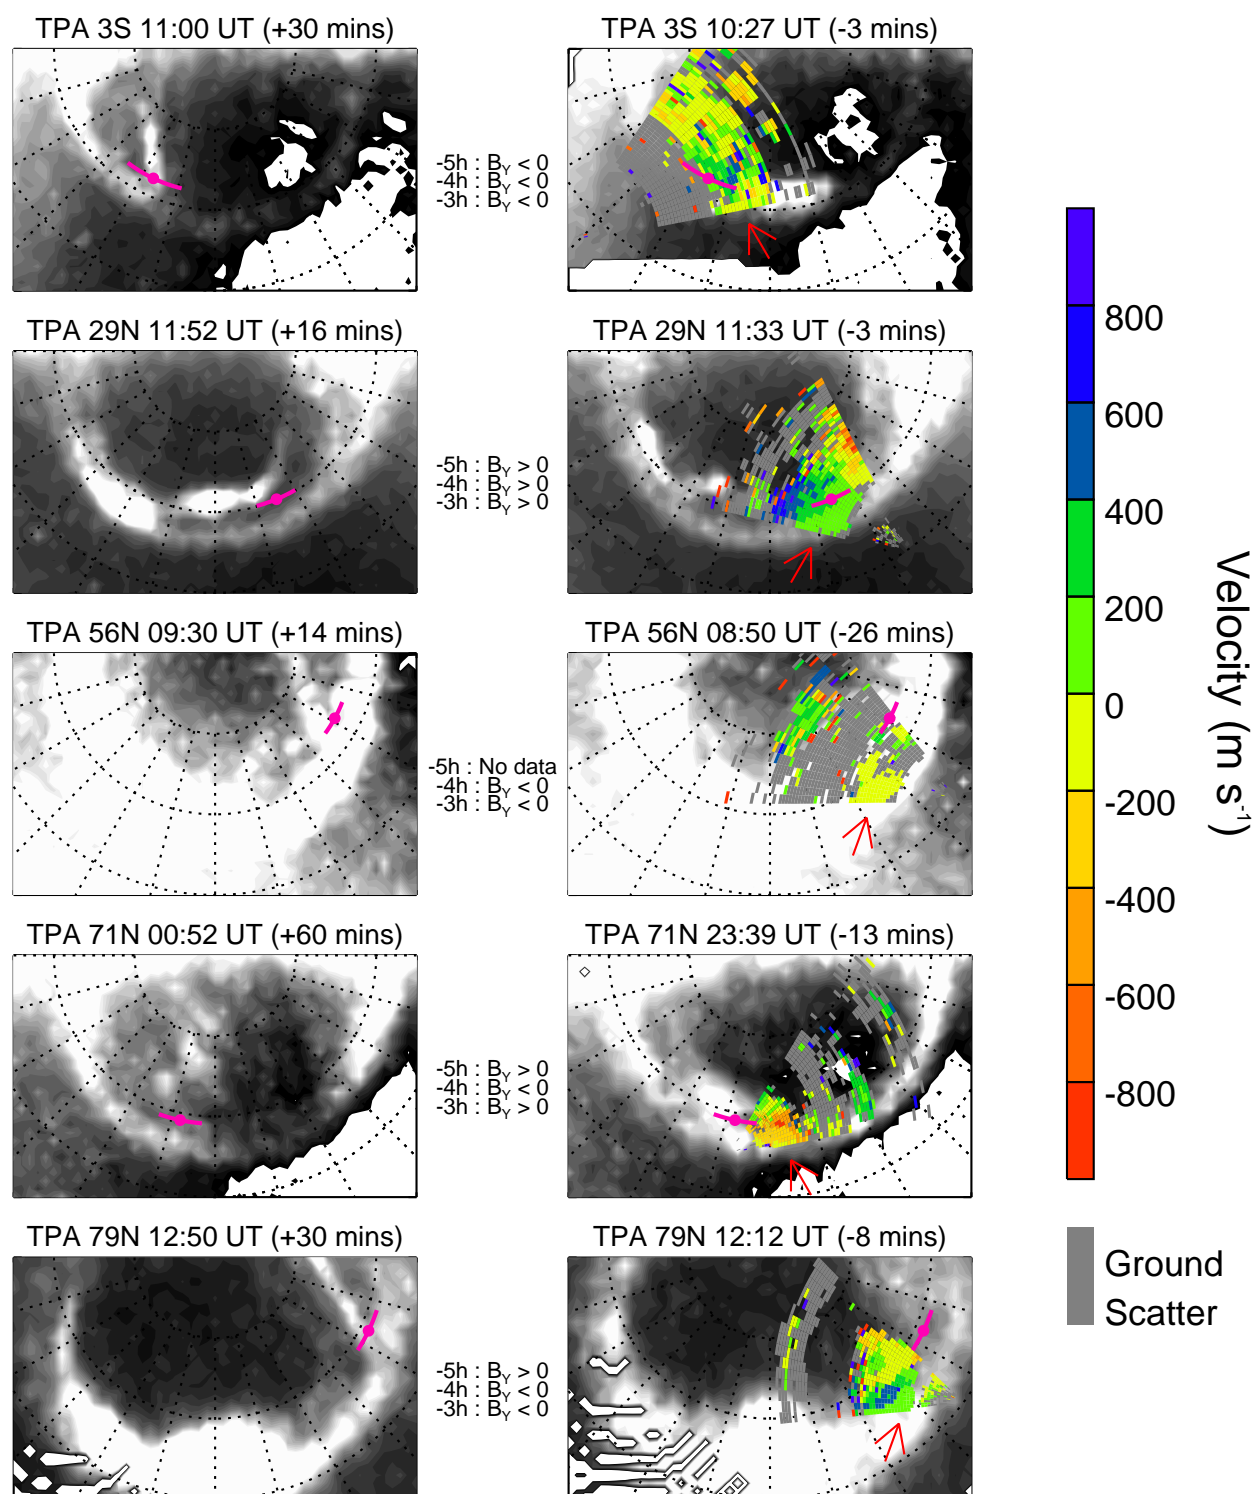 TPA 3S 11:00 UT (+30 mins)
TPA 3S 10:27 UT (-3 mins)
-5h : B_Y < 0
-4h : B_Y < 0
-3h : B_Y < 0
TPA 29N 11:52 UT (+16 mins)
TPA 29N 11:33 UT (-3 mins)
-5h : B_Y > 0
-4h : B_Y > 0
-3h : B_Y > 0
TPA 56N 09:30 UT (+14 mins)
TPA 56N 08:50 UT (-26 mins)
-5h : No data
-4h : B_Y < 0
-3h : B_Y < 0
TPA 71N 00:52 UT (+60 mins)
TPA 71N 23:39 UT (-13 mins)
-5h : B_Y > 0
-4h : B_Y < 0
-3h : B_Y > 0
TPA 79N 12:50 UT (+30 mins)
TPA 79N 12:12 UT (-8 mins)
-5h : B_Y > 0
-4h : B_Y < 0
-3h : B_Y < 0
800
600
400
200
0
-200
-400
-600
-800
Velocity (m s⁻¹)
Ground
Scatter